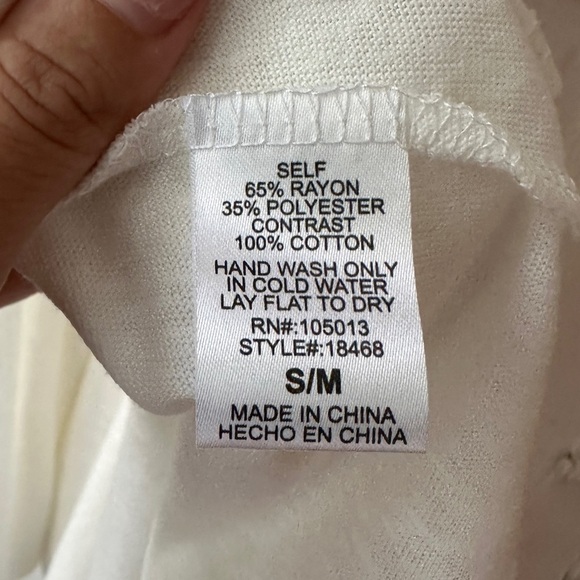 SELF
65% RAYON
35% POLYESTER
CONTRAST
100% COTTON
HAND WASH ONLY
IN COLD WATER
LAY FLAT TO DRY
RN#:105013
STYLE#:18468
S/M
MADE IN CHINA
HECHO EN CHINA